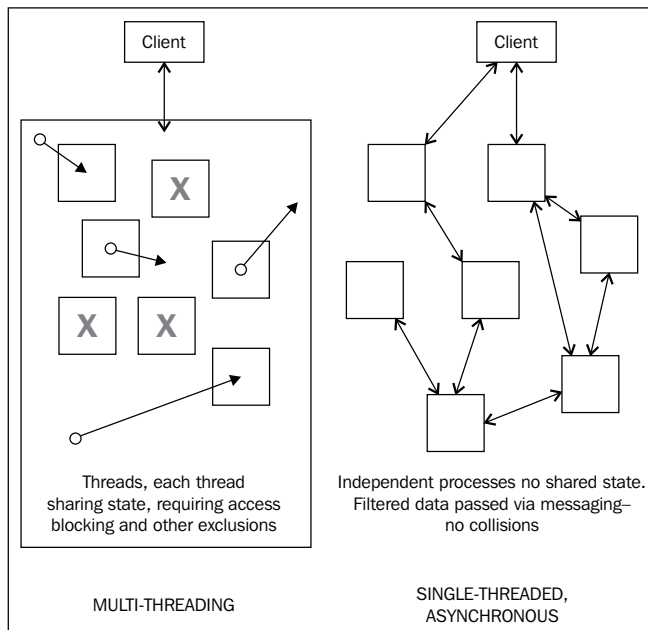 Client
X
X
X
Threads, each thread
sharing state, requiring access
blocking and other exclusions
MULTI-THREADING
Client
Independent processes no shared state.
Filtered data passed via messaging–
no collisions
SINGLE-THREADED,
ASYNCHRONOUS